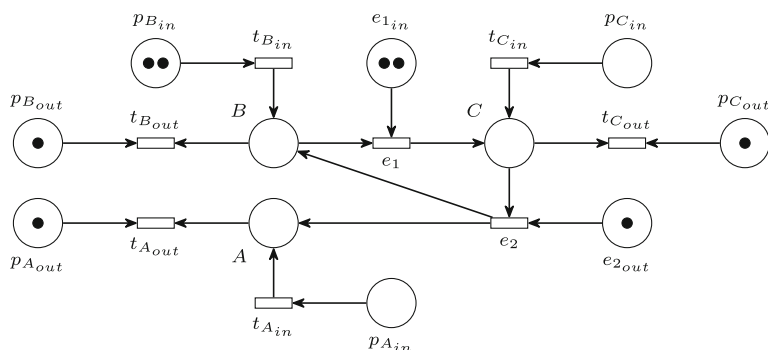 p_{B_{in}}
e_{1_{in}}
p_{C_{in}}
t_{B_{in}}
t_{C_{in}}
p_{B_{out}}
t_{B_{out}}
B
C
t_{C_{out}}
p_{C_{out}}
e_1
p_{A_{out}}
t_{A_{out}}
A
e_2
e_{2_{out}}
t_{A_{in}}
p_{A_{in}}